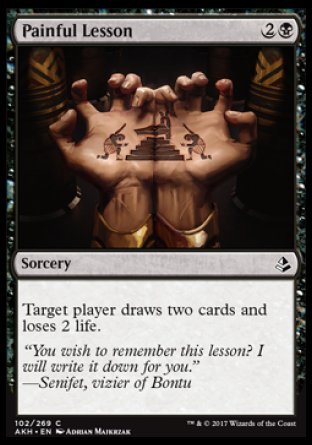 Painful Lesson 2
Sorcery
Target player draws two cards and
loses 2 life.
“You wish to remember this lesson? I
will write it down for you.”
—Senifet, vizier of Bontu
102/269 C
AKH • EN Adrian Majkrzak
™ & © 2017 Wizards of the Coast